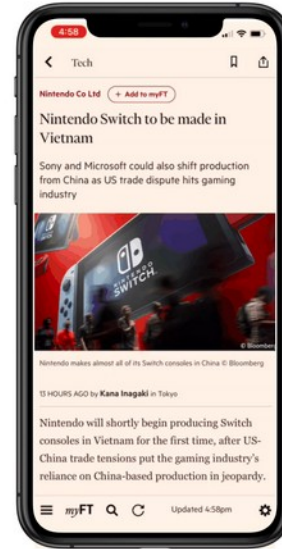 4:58
Tech
Nintendo Co Ltd + Add to myFT
Nintendo Switch to be made in
Vietnam
Sony and Microsoft could also shift production
from China as US trade dispute hits gaming
industry
NINTENDO
SWITCH
© Bloomberg
Nintendo makes almost all of its Switch consoles in China © Bloomberg
13 HOURS AGO by Kana Inagaki in Tokyo
Nintendo will shortly begin producing Switch
consoles in Vietnam for the first time, after US-
China trade tensions put the gaming industry's
reliance on China-based production in jeopardy.
myFT Updated 4:58pm